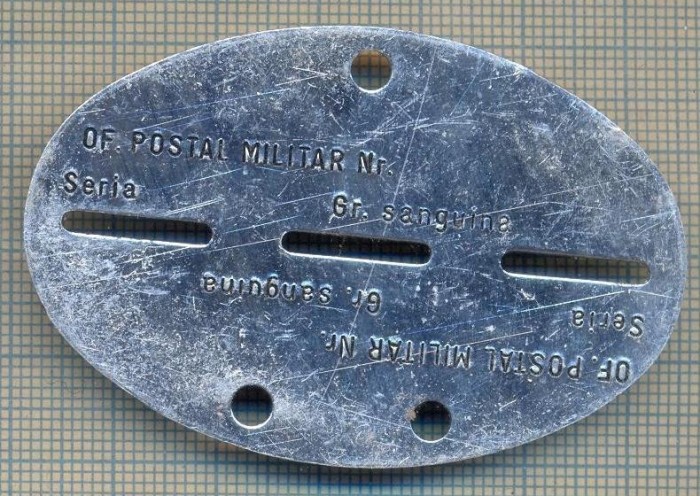 OF. POSTAL MILITAR Nr.
Seria
Gr. sanguina
Gr. sanguina
Seria
OF. POSTAL MILITAR Nr.